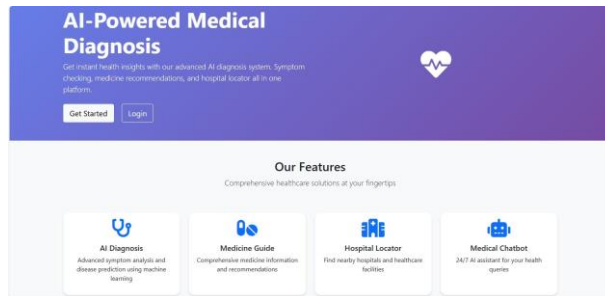 AI-Powered Medical
Diagnosis
Get instant health insights with our advanced AI diagnosis system. Symptom
checking, medicine recommendations, and hospital locator all in one
platform.
Get Started
Login
Our Features
Comprehensive healthcare solutions at your fingertips
AI Diagnosis
Advanced symptom analysis and
disease prediction using machine
learning
Medicine Guide
Comprehensive medicine information
and recommendations
Hospital Locator
Find nearby hospitals and healthcare
facilities
Medical Chatbot
24/7 AI assistant for your health
queries